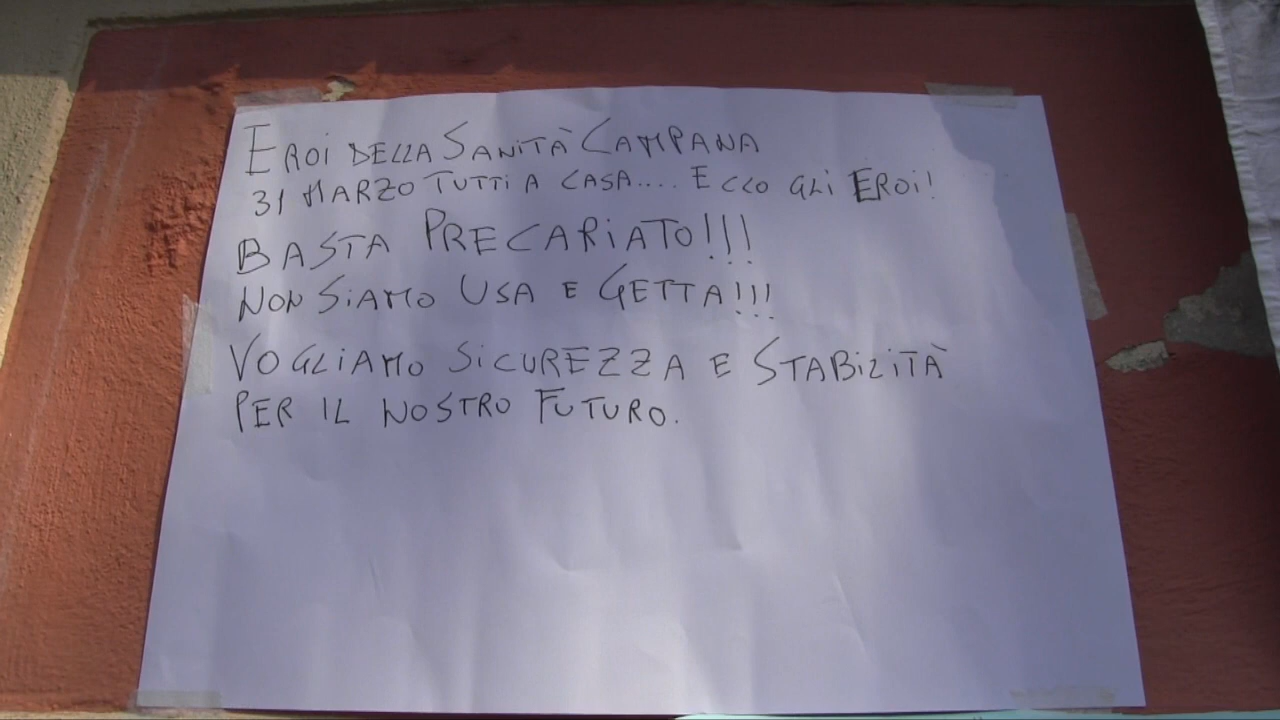 EROI DELLA SANITÀ CAMPANA
31 MARZO TUTTI A CASA.... ECCO GLI EROI!
BASTA PRECARIATO!!!
NON SIAMO USA E GETTA!!!
VOGLIAMO SICUREZZA E STABILITÀ
PER IL NOSTRO FUTURO.